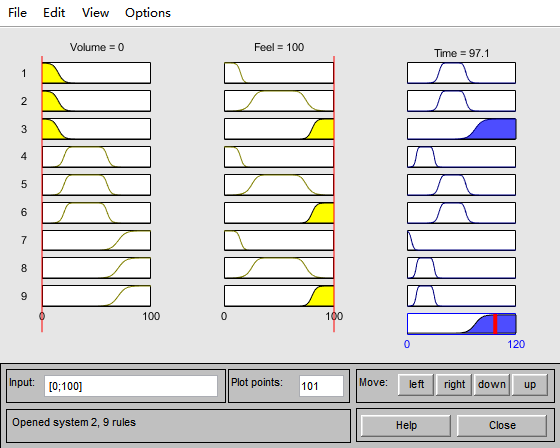 File Edit View Options
Volume = 0 Feel = 100 Time = 97.1
1
2
3
4
5
6
7
8
9
0 100 0 100
0 120
Input: [0;100] Plot points: 101 Move: left right down up
Opened system 2, 9 rules Help Close